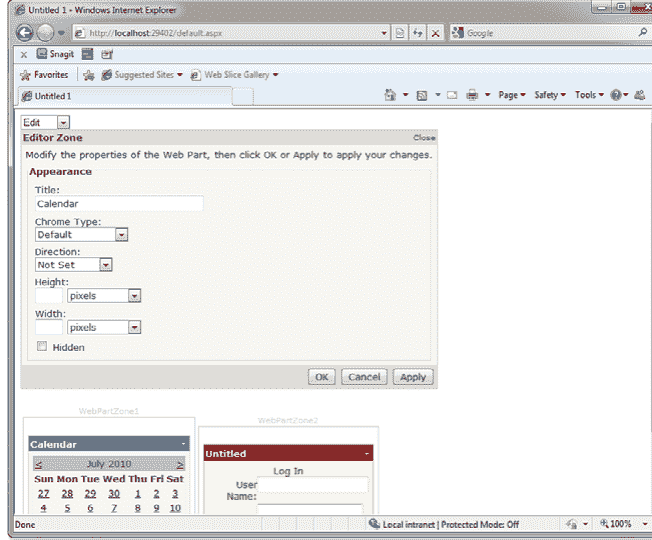 Untitled 1 - Windows Internet Explorer
http://localhost:29402/default.aspx
Google
x Snagit
Favorites Suggested Sites Web Slice Gallery
Untitled 1 Page Safety Tools
Edit
Editor Zone Close
Modify the properties of the Web Part, then click OK or Apply to apply your changes.
Appearance
Title:
Calendar
Chrome Type:
Default
Direction:
Not Set
Height:
pixels
Width:
pixels
Hidden
OK Cancel Apply
WebPartZone1
WebPartZone2
Calendar
Untitled
< July 2010 >
Log In
Sun Mon Tue Wed Thu Fri Sat
User
Name:
27 28 29 30 1 2 3
4 5 6 7 8 9 10
Done Local intranet | Protected Mode: Off 100%